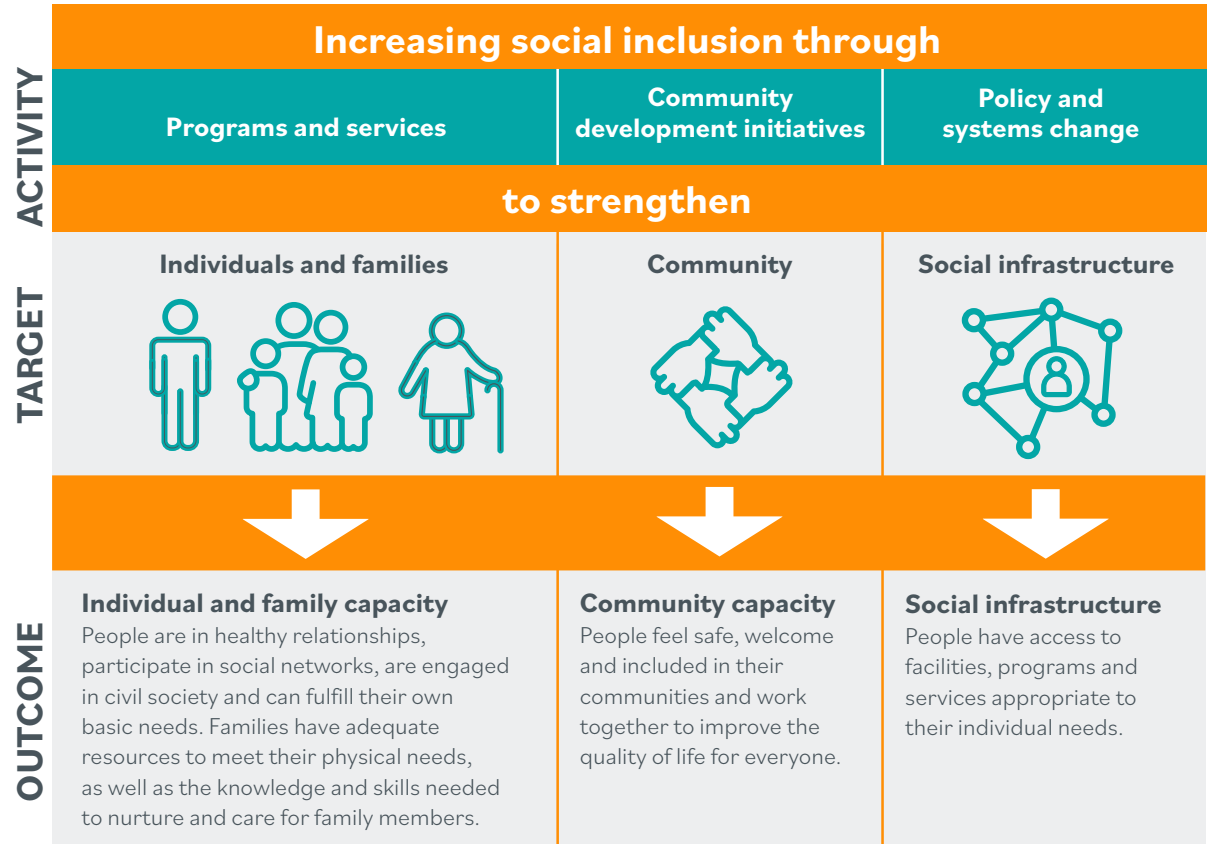 Increasing social inclusion through
ACTIVITY
Programs and services
Community
development initiatives
Policy and
systems change
to strengthen
TARGET
Individuals and families
Community
Social infrastructure
OUTCOME
Individual and family capacity
People are in healthy relationships,
participate in social networks, are engaged
in civil society and can fulfill their own
basic needs. Families have adequate
resources to meet their physical needs,
as well as the knowledge and skills needed
to nurture and care for family members.
Community capacity
People feel safe, welcome
and included in their
communities and work
together to improve the
quality of life for everyone.
Social infrastructure
People have access to
facilities, programs and
services appropriate to
their individual needs.